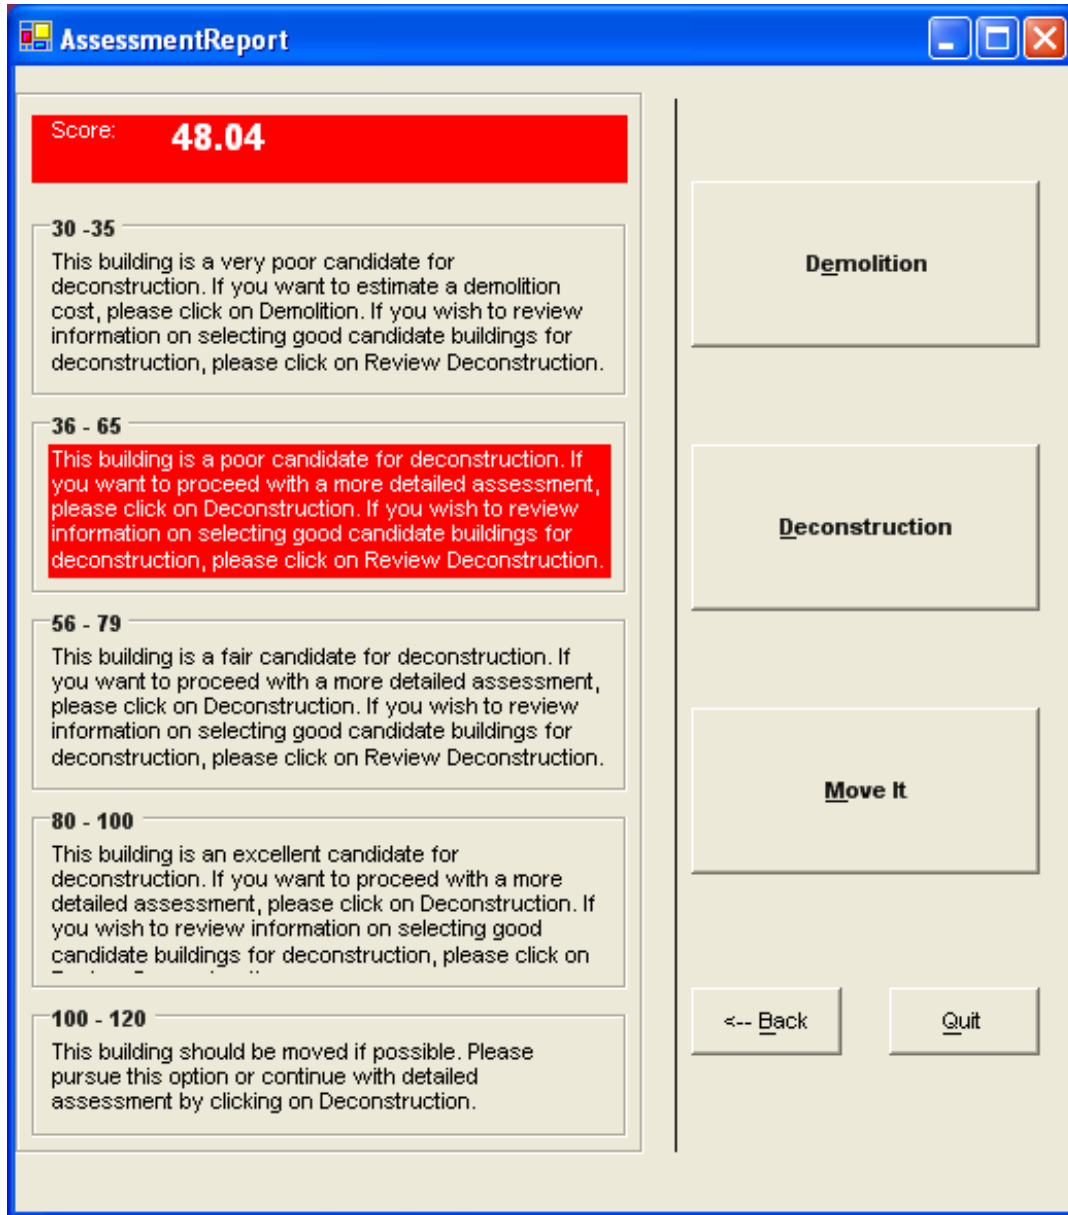 AssessmentReport
Score: 48.04
30 -35
This building is a very poor candidate for
deconstruction. If you want to estimate a demolition
cost, please click on Demolition. If you wish to review
information on selecting good candidate buildings for
deconstruction, please click on Review Deconstruction.
36 - 65
This building is a poor candidate for deconstruction. If
you want to proceed with a more detailed assessment,
please click on Deconstruction. If you wish to review
information on selecting good candidate buildings for
deconstruction, please click on Review Deconstruction.
56 - 79
This building is a fair candidate for deconstruction. If
you want to proceed with a more detailed assessment,
please click on Deconstruction. If you wish to review
information on selecting good candidate buildings for
deconstruction, please click on Review Deconstruction.
80 - 100
This building is an excellent candidate for
deconstruction. If you want to proceed with a more
detailed assessment, please click on Deconstruction. If
you wish to review information on selecting good
candidate buildings for deconstruction, please click on
100 - 120
This building should be moved if possible. Please
pursue this option or continue with detailed
assessment by clicking on Deconstruction.
Demolition
Deconstruction
Move It
<-- Back
Quit